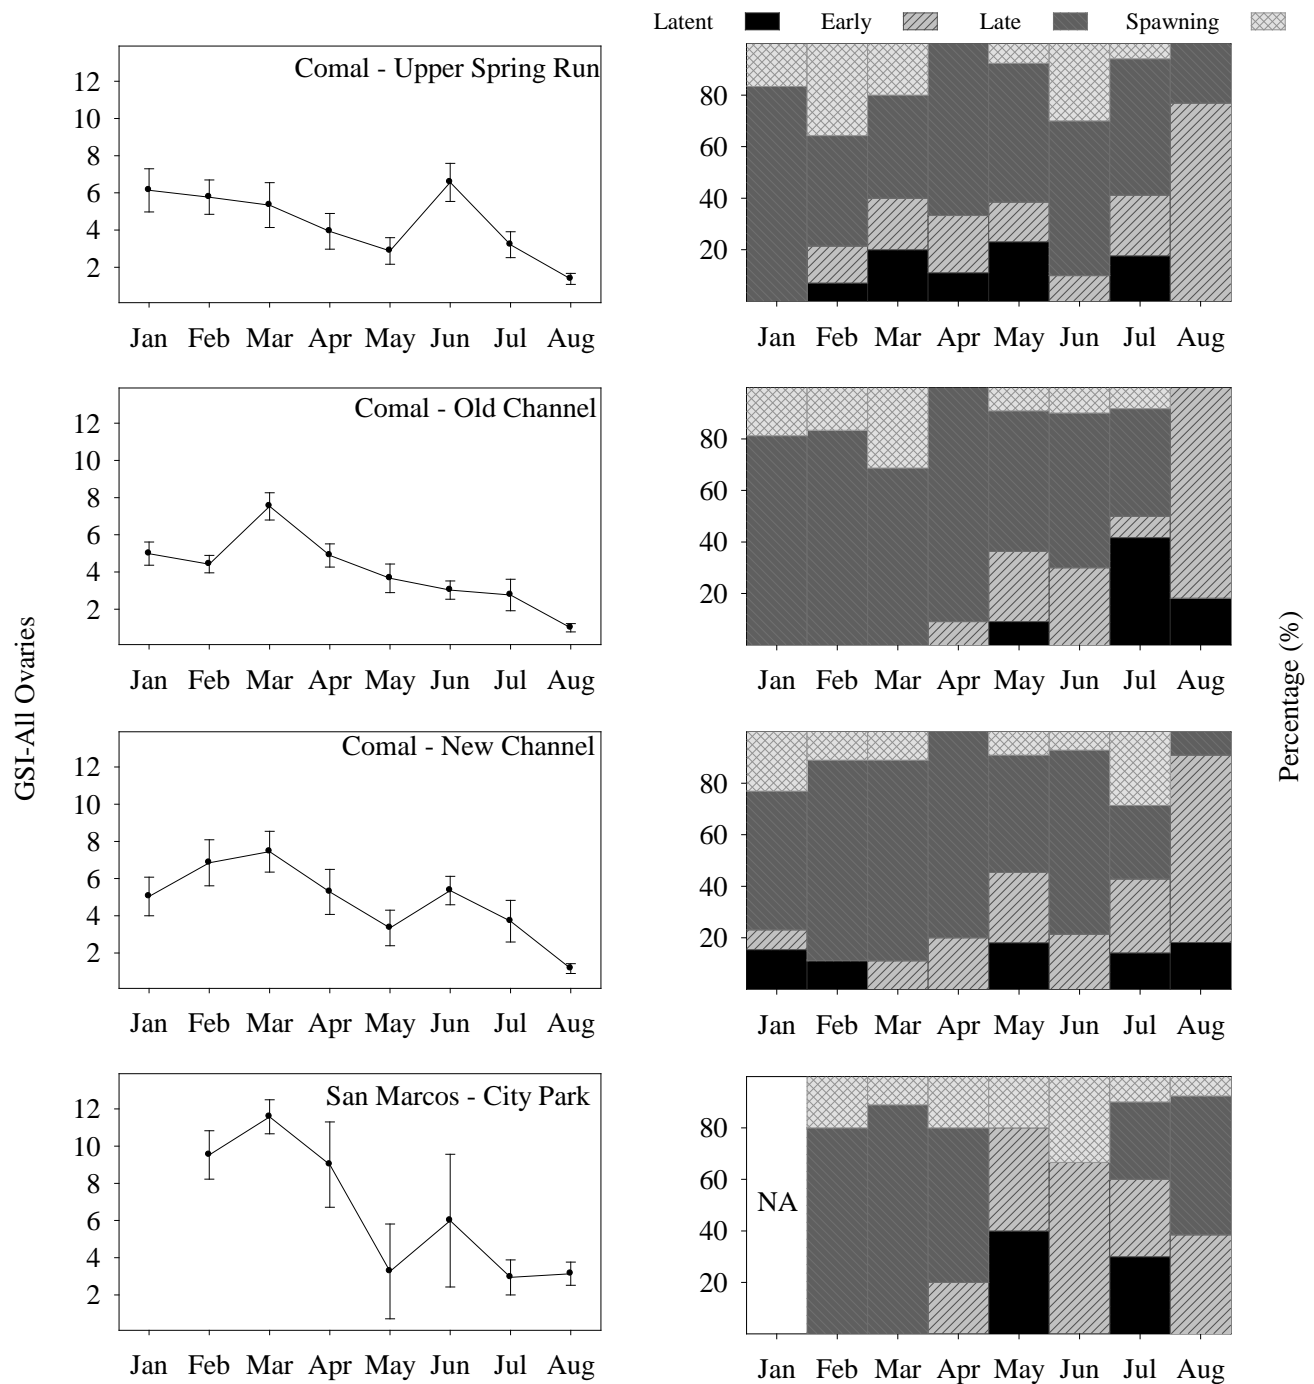 Latent Early Late Spawning
Comal - Upper Spring Run
12
10
8
6
4
2
Jan Feb Mar Apr May Jun Jul Aug
80
60
40
20
Jan Feb Mar Apr May Jun Jul Aug
Comal - Old Channel
12
10
8
6
4
2
Jan Feb Mar Apr May Jun Jul Aug
80
60
40
20
Jan Feb Mar Apr May Jun Jul Aug
GSI-All Ovaries
Percentage (%)
Comal - New Channel
12
10
8
6
4
2
Jan Feb Mar Apr May Jun Jul Aug
80
60
40
20
Jan Feb Mar Apr May Jun Jul Aug
San Marcos - City Park
12
10
8
6
4
2
Jan Feb Mar Apr May Jun Jul Aug
80
60
40
20
NA
Jan Feb Mar Apr May Jun Jul Aug